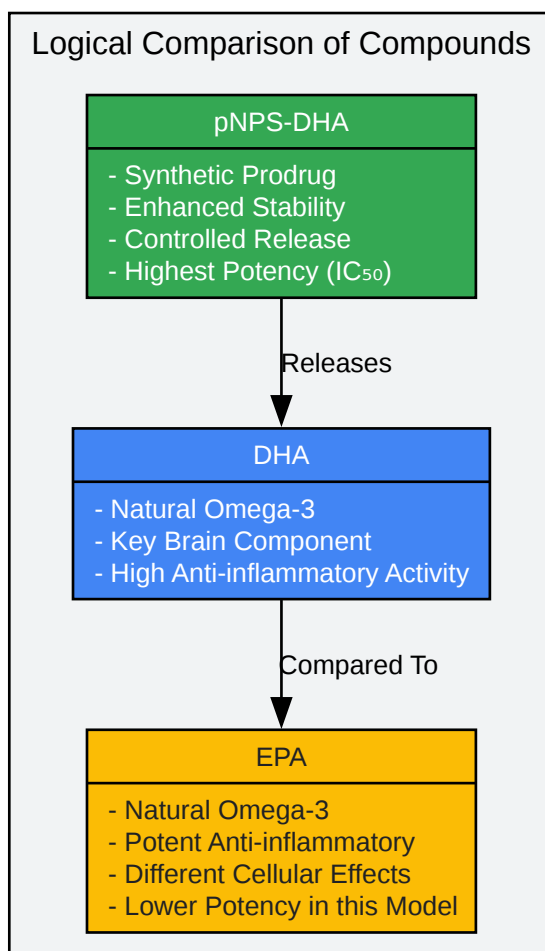 Logical Comparison of Compounds
pNPS-DHA
- Synthetic Prodrug
- Enhanced Stability
- Controlled Release
- Highest Potency (IC₅₀)
Releases
DHA
- Natural Omega-3
- Key Brain Component
- High Anti-inflammatory Activity
Compared To
EPA
- Natural Omega-3
- Potent Anti-inflammatory
- Different Cellular Effects
- Lower Potency in this Model